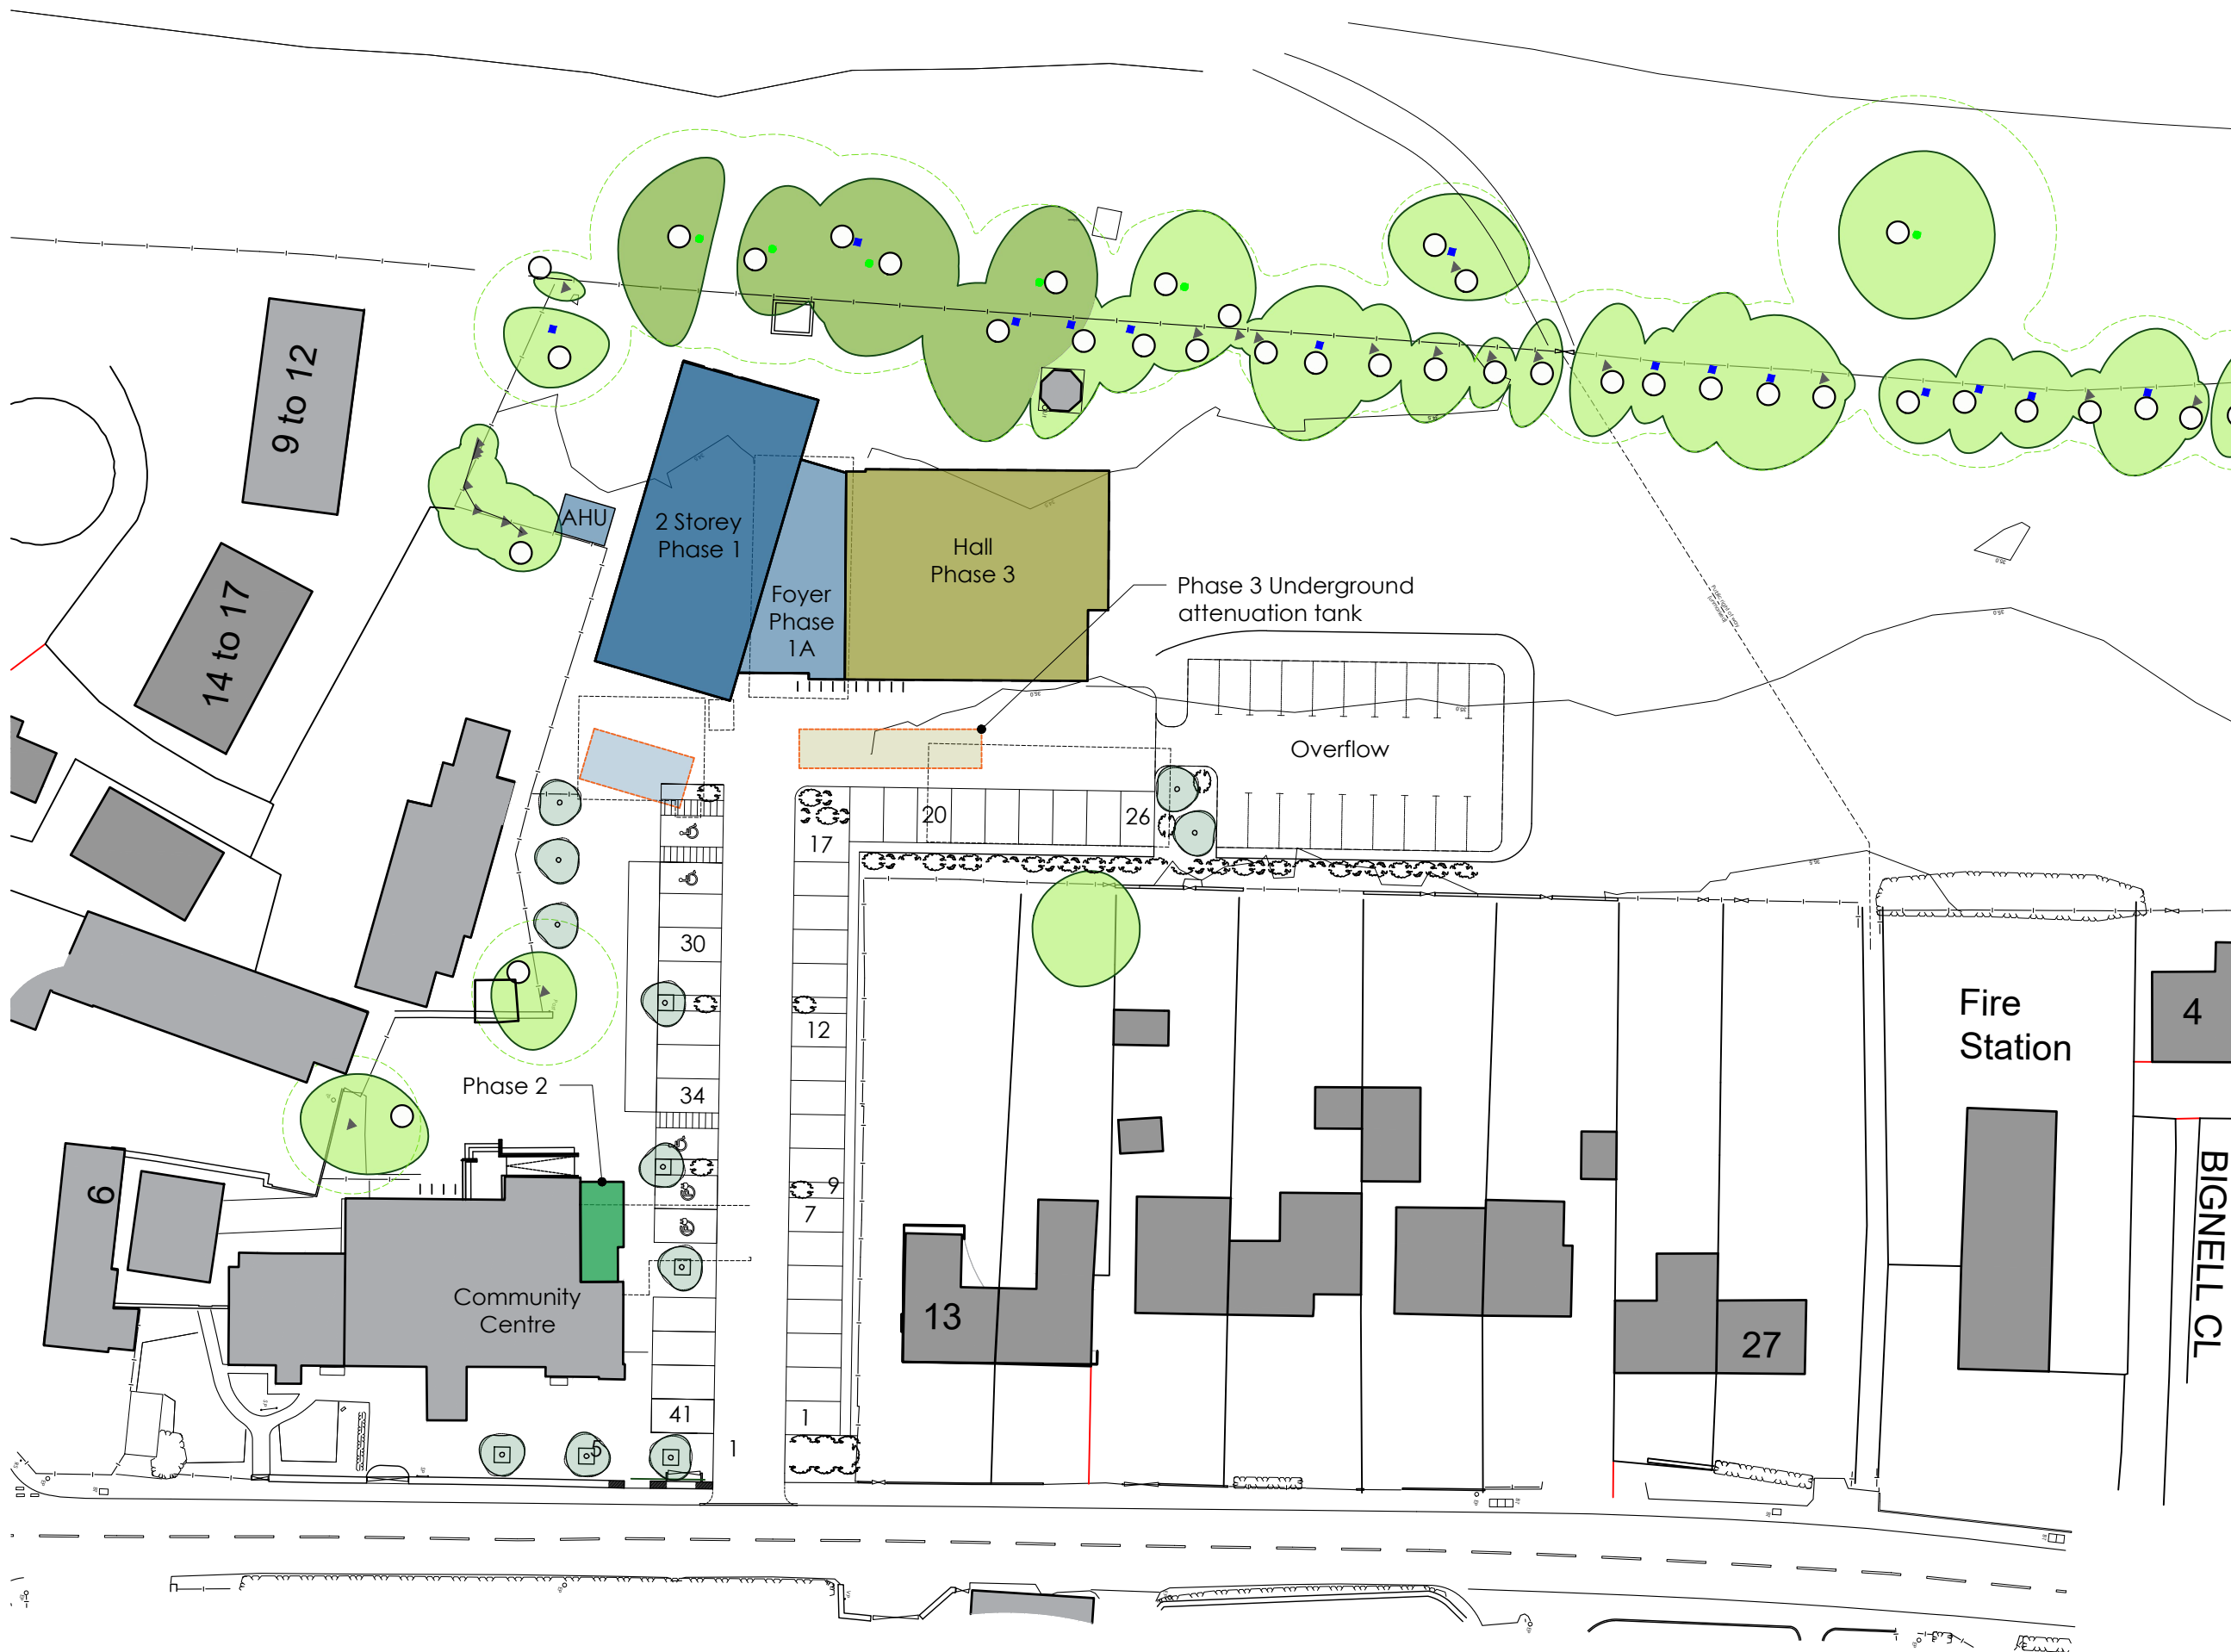 9 to 12
14 to 17
AHU
2 Storey
Phase 1
Foyer
Phase
1A
Hall
Phase 3
Phase 3 Underground
attenuation tank
Overflow
20
26
17
30
12
34
9
7
Phase 2
6
Community
Centre
41
1
1
5
13
27
Fire
Station
4
BIGNELL CL